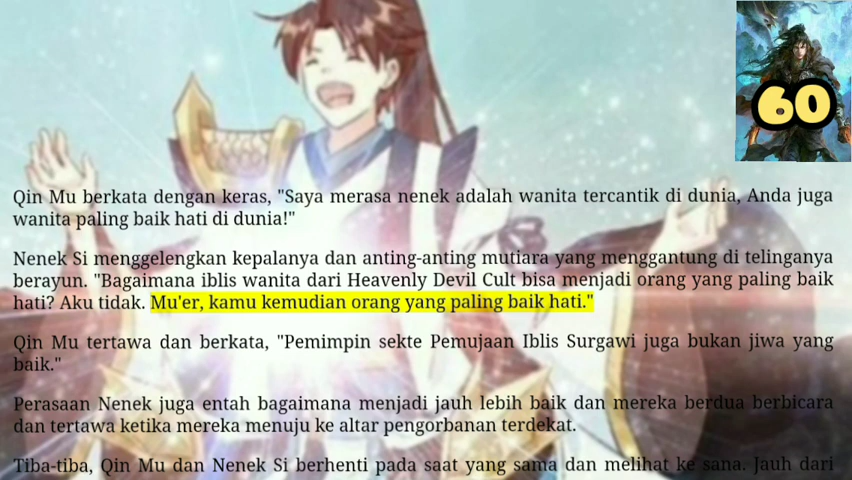 60
Qin Mu berkata dengan keras, "Saya merasa nenek adalah wanita tercantik di dunia, Anda juga
wanita paling baik hati di dunia!"
Nenek Si menggelengkan kepalanya dan anting-anting mutiara yang menggantung di telinganya
berayun. "Bagaimana iblis wanita dari Heavenly Devil Cult bisa menjadi orang yang paling baik
hati? Aku tidak. Mu'er, kamu kemudian orang yang paling baik hati."
Qin Mu tertawa dan berkata, "Pemimpin sekte Pemujaan Iblis Surgawi juga bukan jiwa yang
baik."
Perasaan Nenek juga entah bagaimana menjadi jauh lebih baik dan mereka berdua berbicara
dan tertawa ketika mereka menuju ke altar pengorbanan terdekat.
Tiba-tiba, Qin Mu dan Nenek Si berhenti pada saat yang sama dan melihat ke sana. Jauh dari